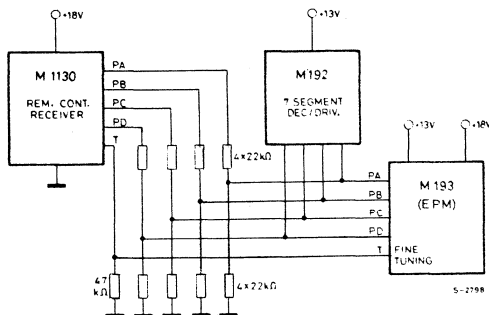 +18V
+13V
M 1130
REM. CONT.
RECEIVER
PA
PB
PC
PD
T
M192
7 SEGMENT
DEC/DRIV.
4×22kΩ
+13V
+18V
PA
PB
PC
PD
T
M 193
(EPM)
FINE
TUNING
47
kΩ
4×22kΩ
S-2798